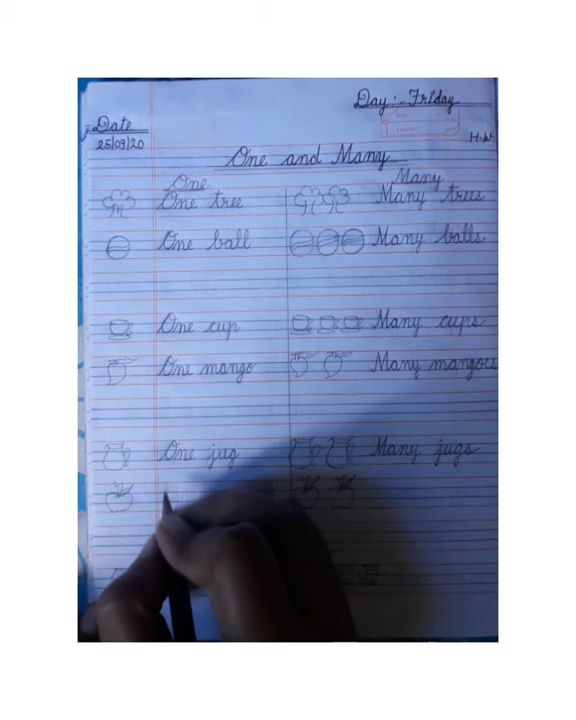 Day :- Friday
Date
25/09/20
H.W.
One and Many
One Many
One tree Many trees
One ball Many balls
One cup Many cups
One mango Many mangoes
One jug Many jugs